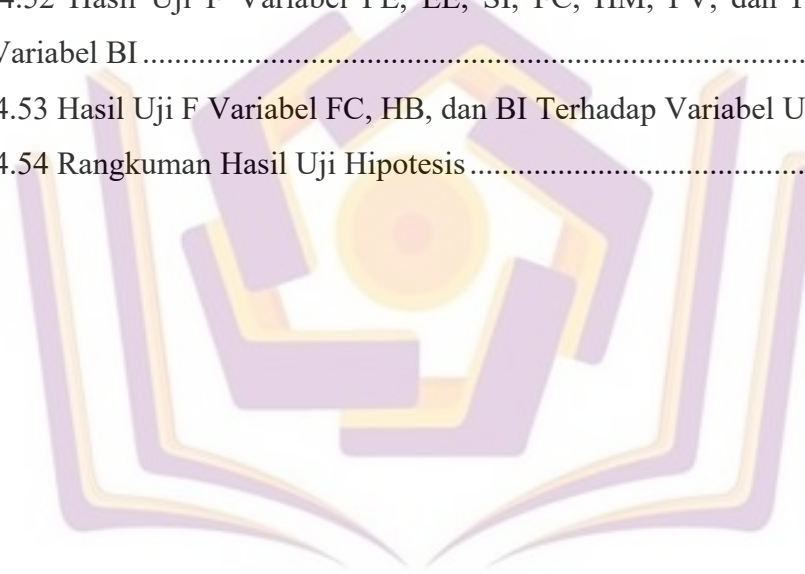 4.52 Hasil Uji F Variabel PE, EE, SI, FC, HM, PV, dan
Variabel BI
4.53 Hasil Uji F Variabel FC, HB, dan BI Terhadap Variabel U
4.54 Rangkuman Hasil Uji Hipotesis